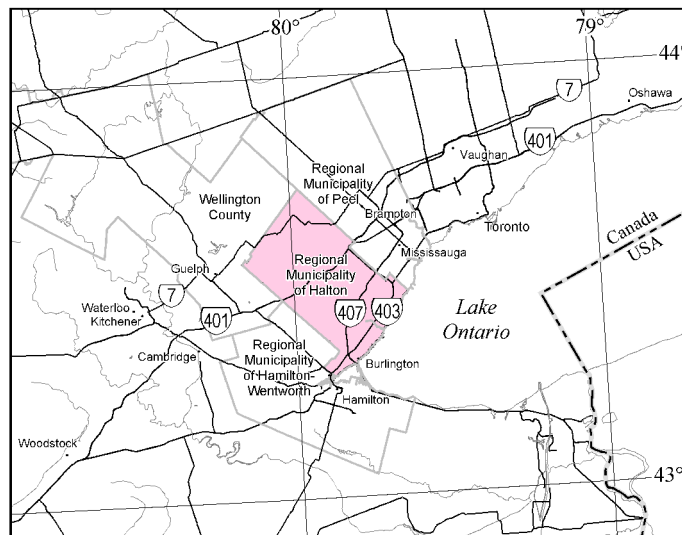 80°
79°
44°
7
Oshawa
401
Vaughan
Regional
Municipality
of Peel
Wellington
County
Brampton
Toronto
Canada
USA
Mississauga
Guelph
Regional
Municipality
of Halton
7
Waterloo
Kitchener
401
407
403
Lake
Ontario
Cambridge
Regional
Municipality
of Hamilton-
Wentworth
Burlington
Hamilton
Woodstock
43°